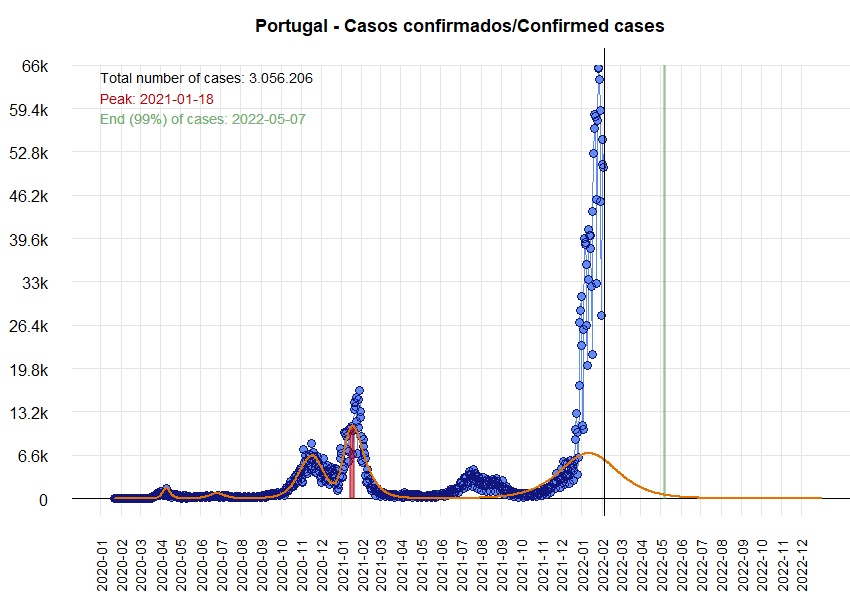 Portugal - Casos confirmados/Confirmed cases
Total number of cases: 3.056.206
Peak: 2021-01-18
End (99%) of cases: 2022-05-07
66k
59.4k
52.8k
46.2k
39.6k
33k
26.4k
19.8k
13.2k
6.6k
0
2020-01
2020-02
2020-03
2020-04
2020-05
2020-06
2020-07
2020-08
2020-09
2020-10
2020-11
2020-12
2021-01
2021-02
2021-03
2021-04
2021-05
2021-06
2021-07
2021-08
2021-09
2021-10
2021-11
2021-12
2022-01
2022-02
2022-03
2022-04
2022-05
2022-06
2022-07
2022-08
2022-09
2022-10
2022-11
2022-12